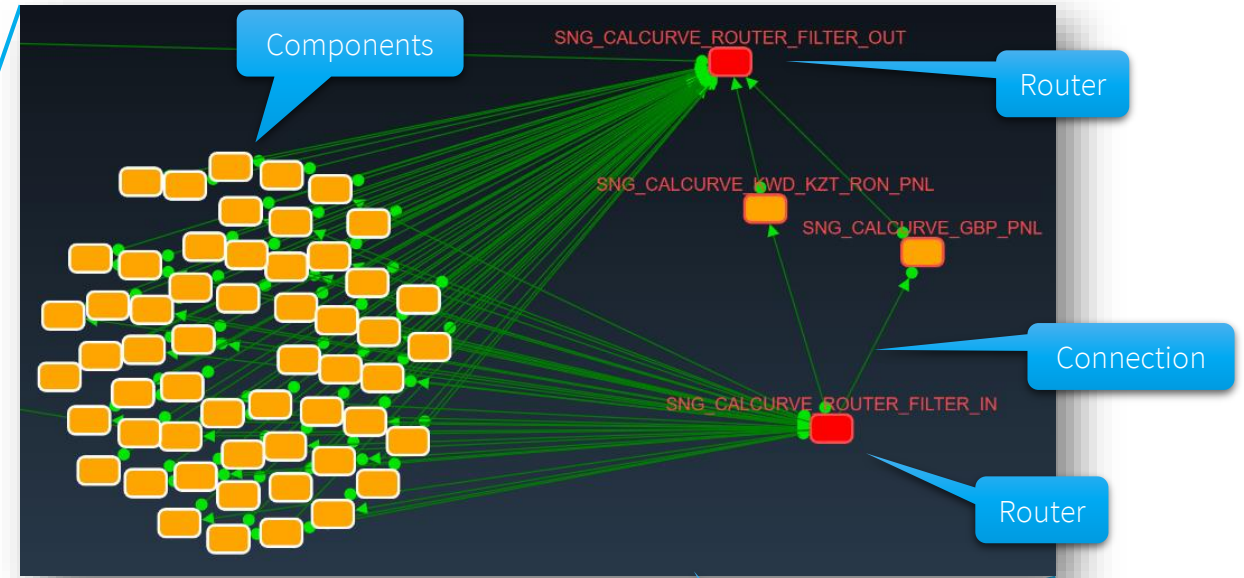 Components
SNG_CALCURVE_ROUTER_FILTER_OUT
Router
SNG_CALCURVE_KWD_KZT_RON_PNL
SNG_CALCURVE_GBP_PNL
Connection
SNG_CALCURVE_ROUTER_FILTER_IN
Router